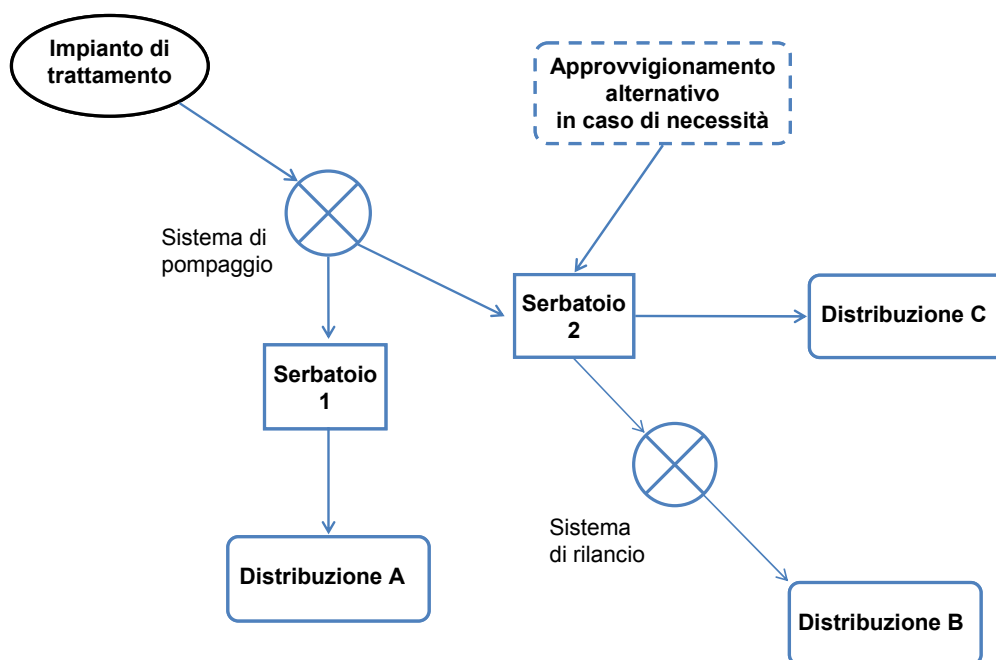 Impianto di
trattamento
Approvvigionamento
alternativo
in caso di necessità
Sistema di
pompaggio
Serbatoio
2
Distribuzione C
Serbatoio
1
Sistema
di rilancio
Distribuzione A
Distribuzione B